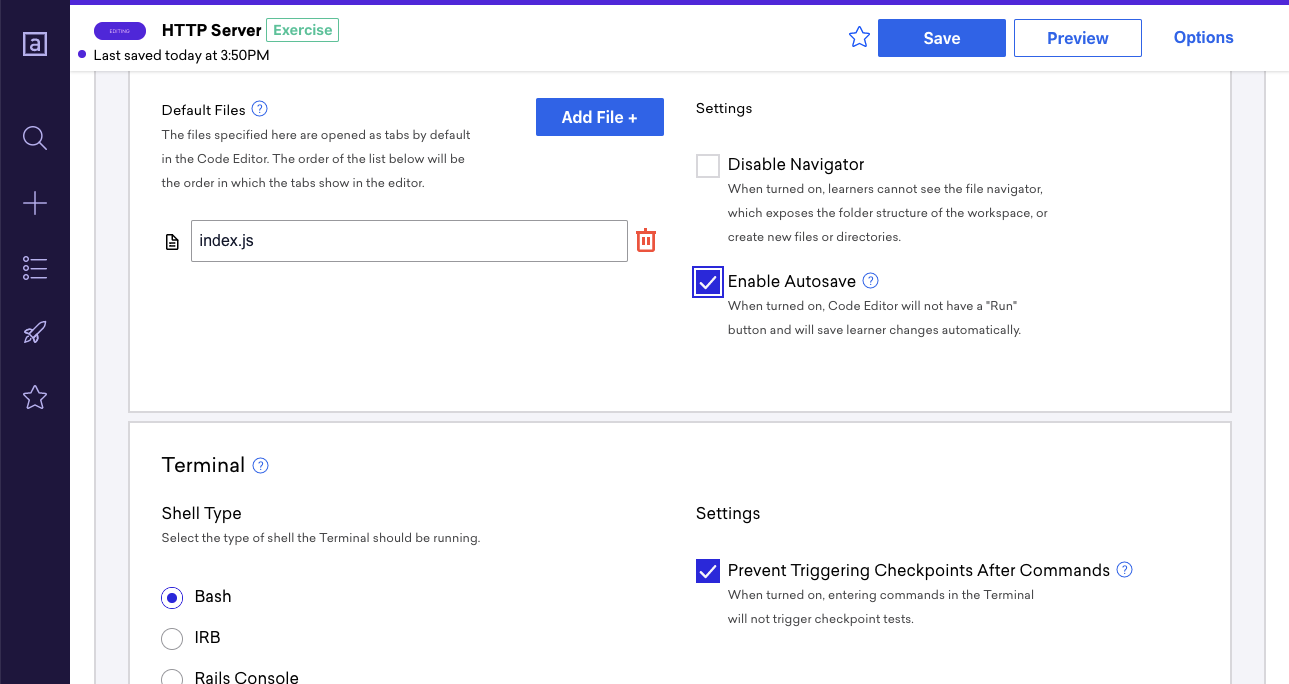 a
EDITING
HTTP Server Exercise
Last saved today at 3:50PM
Save
Preview
Options
Default Files ?
The files specified here are opened as tabs by default
in the Code Editor. The order of the list below will be
the order in which the tabs show in the editor.
Add File +
index.js
Settings
Disable Navigator
When turned on, learners cannot see the file navigator,
which exposes the folder structure of the workspace, or
create new files or directories.
Enable Autosave ?
When turned on, Code Editor will not have a "Run"
button and will save learner changes automatically.
Terminal ?
Shell Type
Select the type of shell the Terminal should be running.
Bash
IRB
Rails Console
Settings
Prevent Triggering Checkpoints After Commands ?
When turned on, entering commands in the Terminal
will not trigger checkpoint tests.